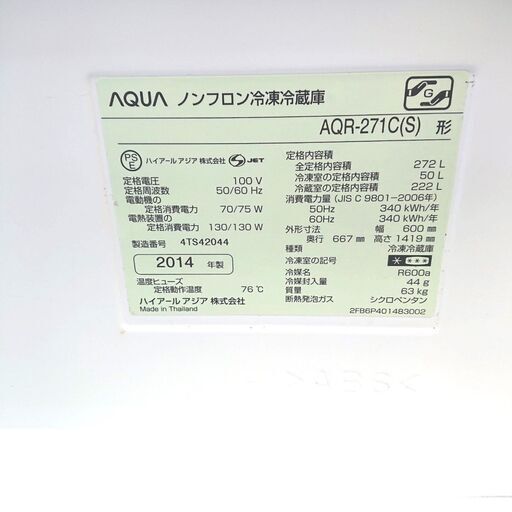 AQUA ノンフロン冷凍冷蔵庫
G
AQR-271C(S) 形
PS E ハイアール アジア 株式会社 S JET
定格電圧 100 V
定格周波数 50/60 Hz
電動機の
定格消費電力 70/75 W
電熱装置の
定格消費電力 130/130 W
製造番号 4TS42044
2014 年製
温度ヒューズ
定格動作温度 76℃
ハイアール アジア 株式会社
Made in Thailand
定格内容積
全定格内容積 272 L
冷凍室の定格内容積 50 L
冷蔵室の定格内容積 222 L
消費電力量 (JIS C 9801-2006年)
50Hz 340 kWh/年
60Hz 340 kWh/年
外形寸法 幅 600 mm
奥行 667 mm 高さ 1419 mm
種類 冷凍冷蔵庫
冷凍室の記号 * ***
冷媒名 R600a
冷媒封入量 44 g
質量 63 kg
断熱発泡ガス シクロペンタン
2FB6P401483002
>ABS<